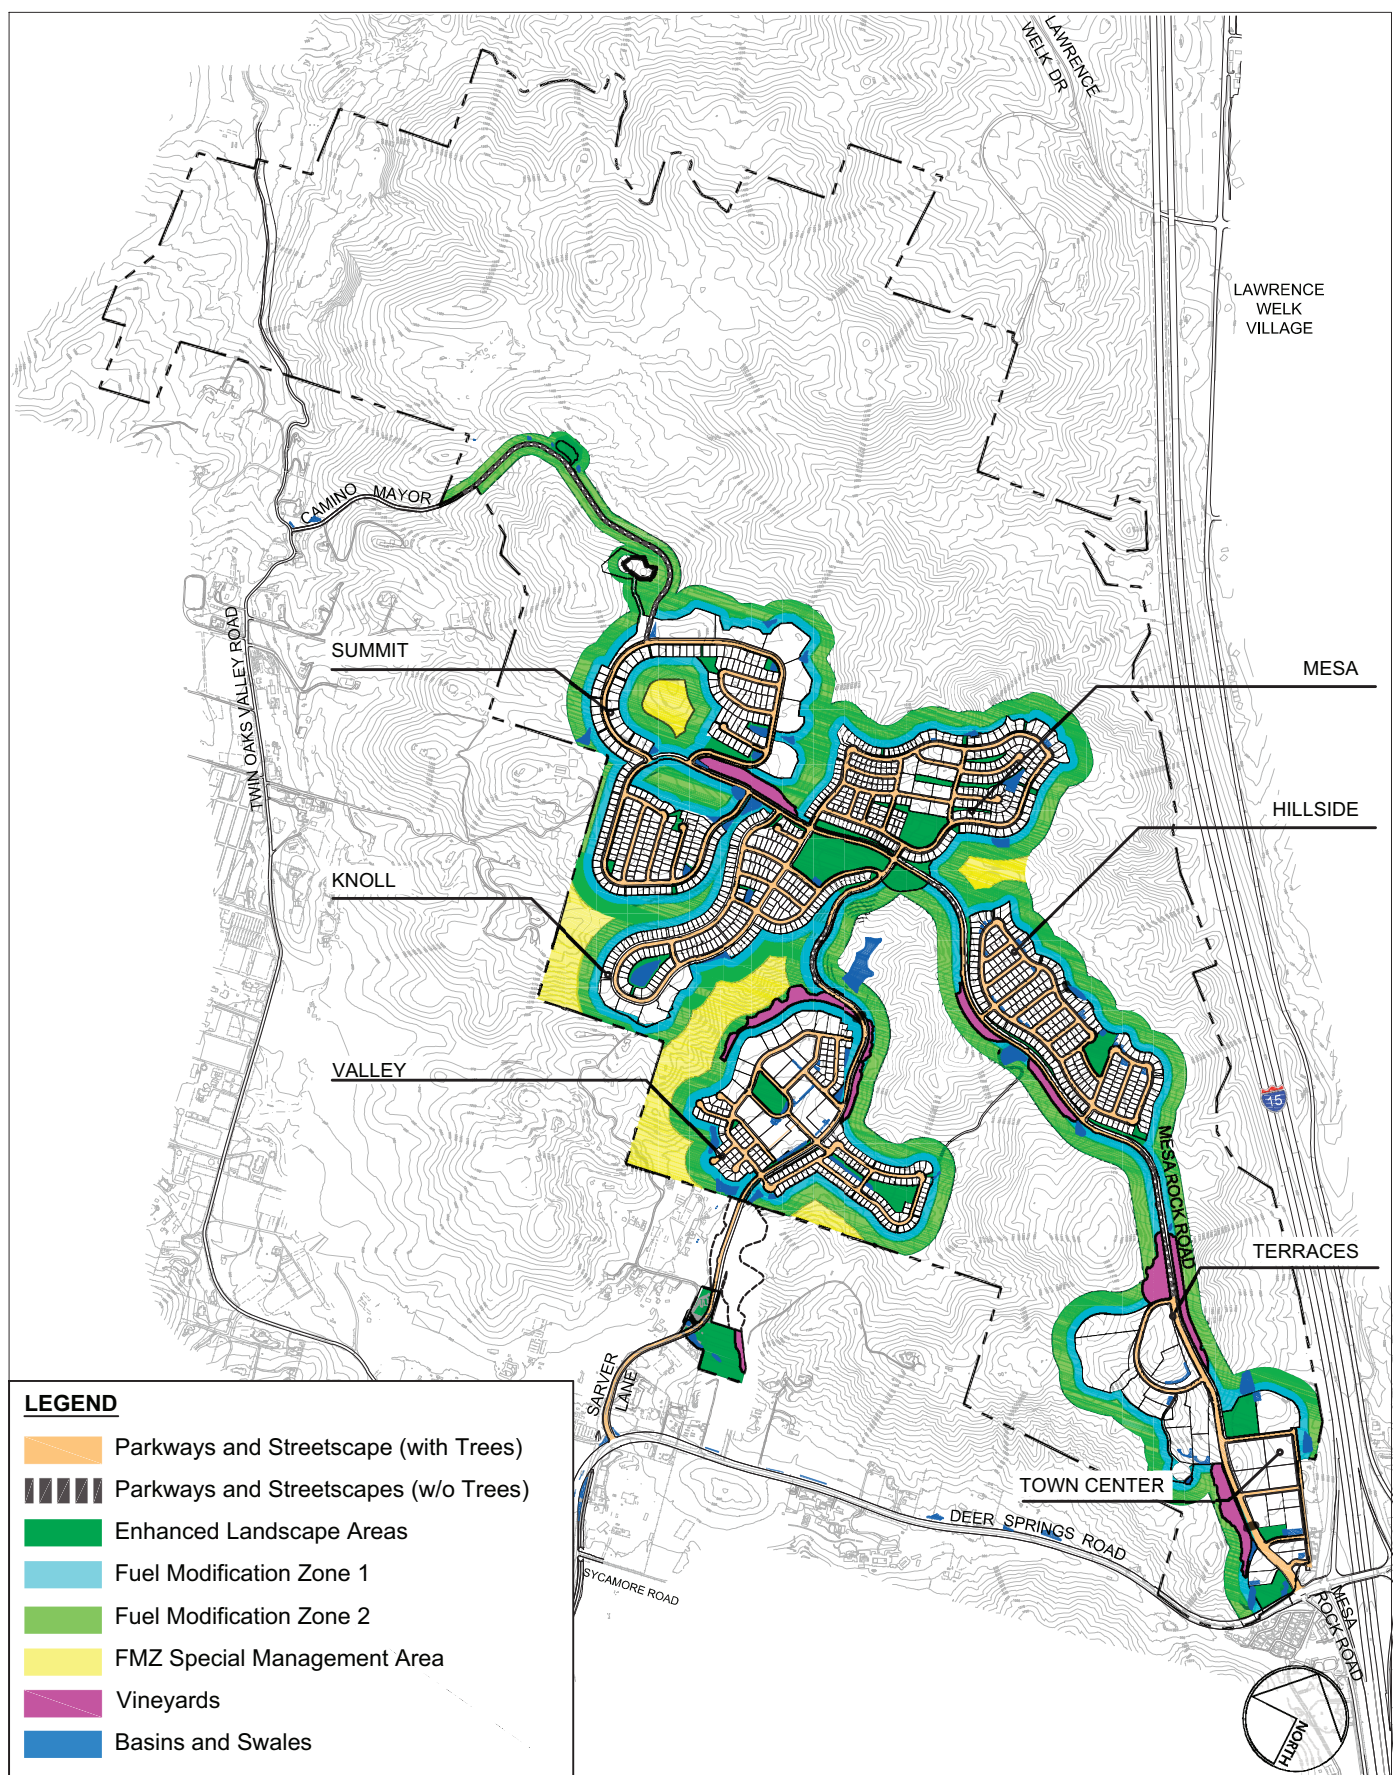 LAWRENCE
WELK DR
LAWRENCE
WELK
VILLAGE
CAMINO MAYOR
TWIN OAKS VALLEY ROAD
SUMMIT
MESA
HILLSIDE
KNOLL
VALLEY
15
MESA ROCK ROAD
TERRACES
SARVER
LANE
TOWN CENTER
DEER SPRINGS ROAD
SYCAMORE ROAD
MESA
ROCK ROAD
NORTH
LEGEND
Parkways and Streetscape (with Trees)
Parkways and Streetscapes (w/o Trees)
Enhanced Landscape Areas
Fuel Modification Zone 1
Fuel Modification Zone 2
FMZ Special Management Area
Vineyards
Basins and Swales